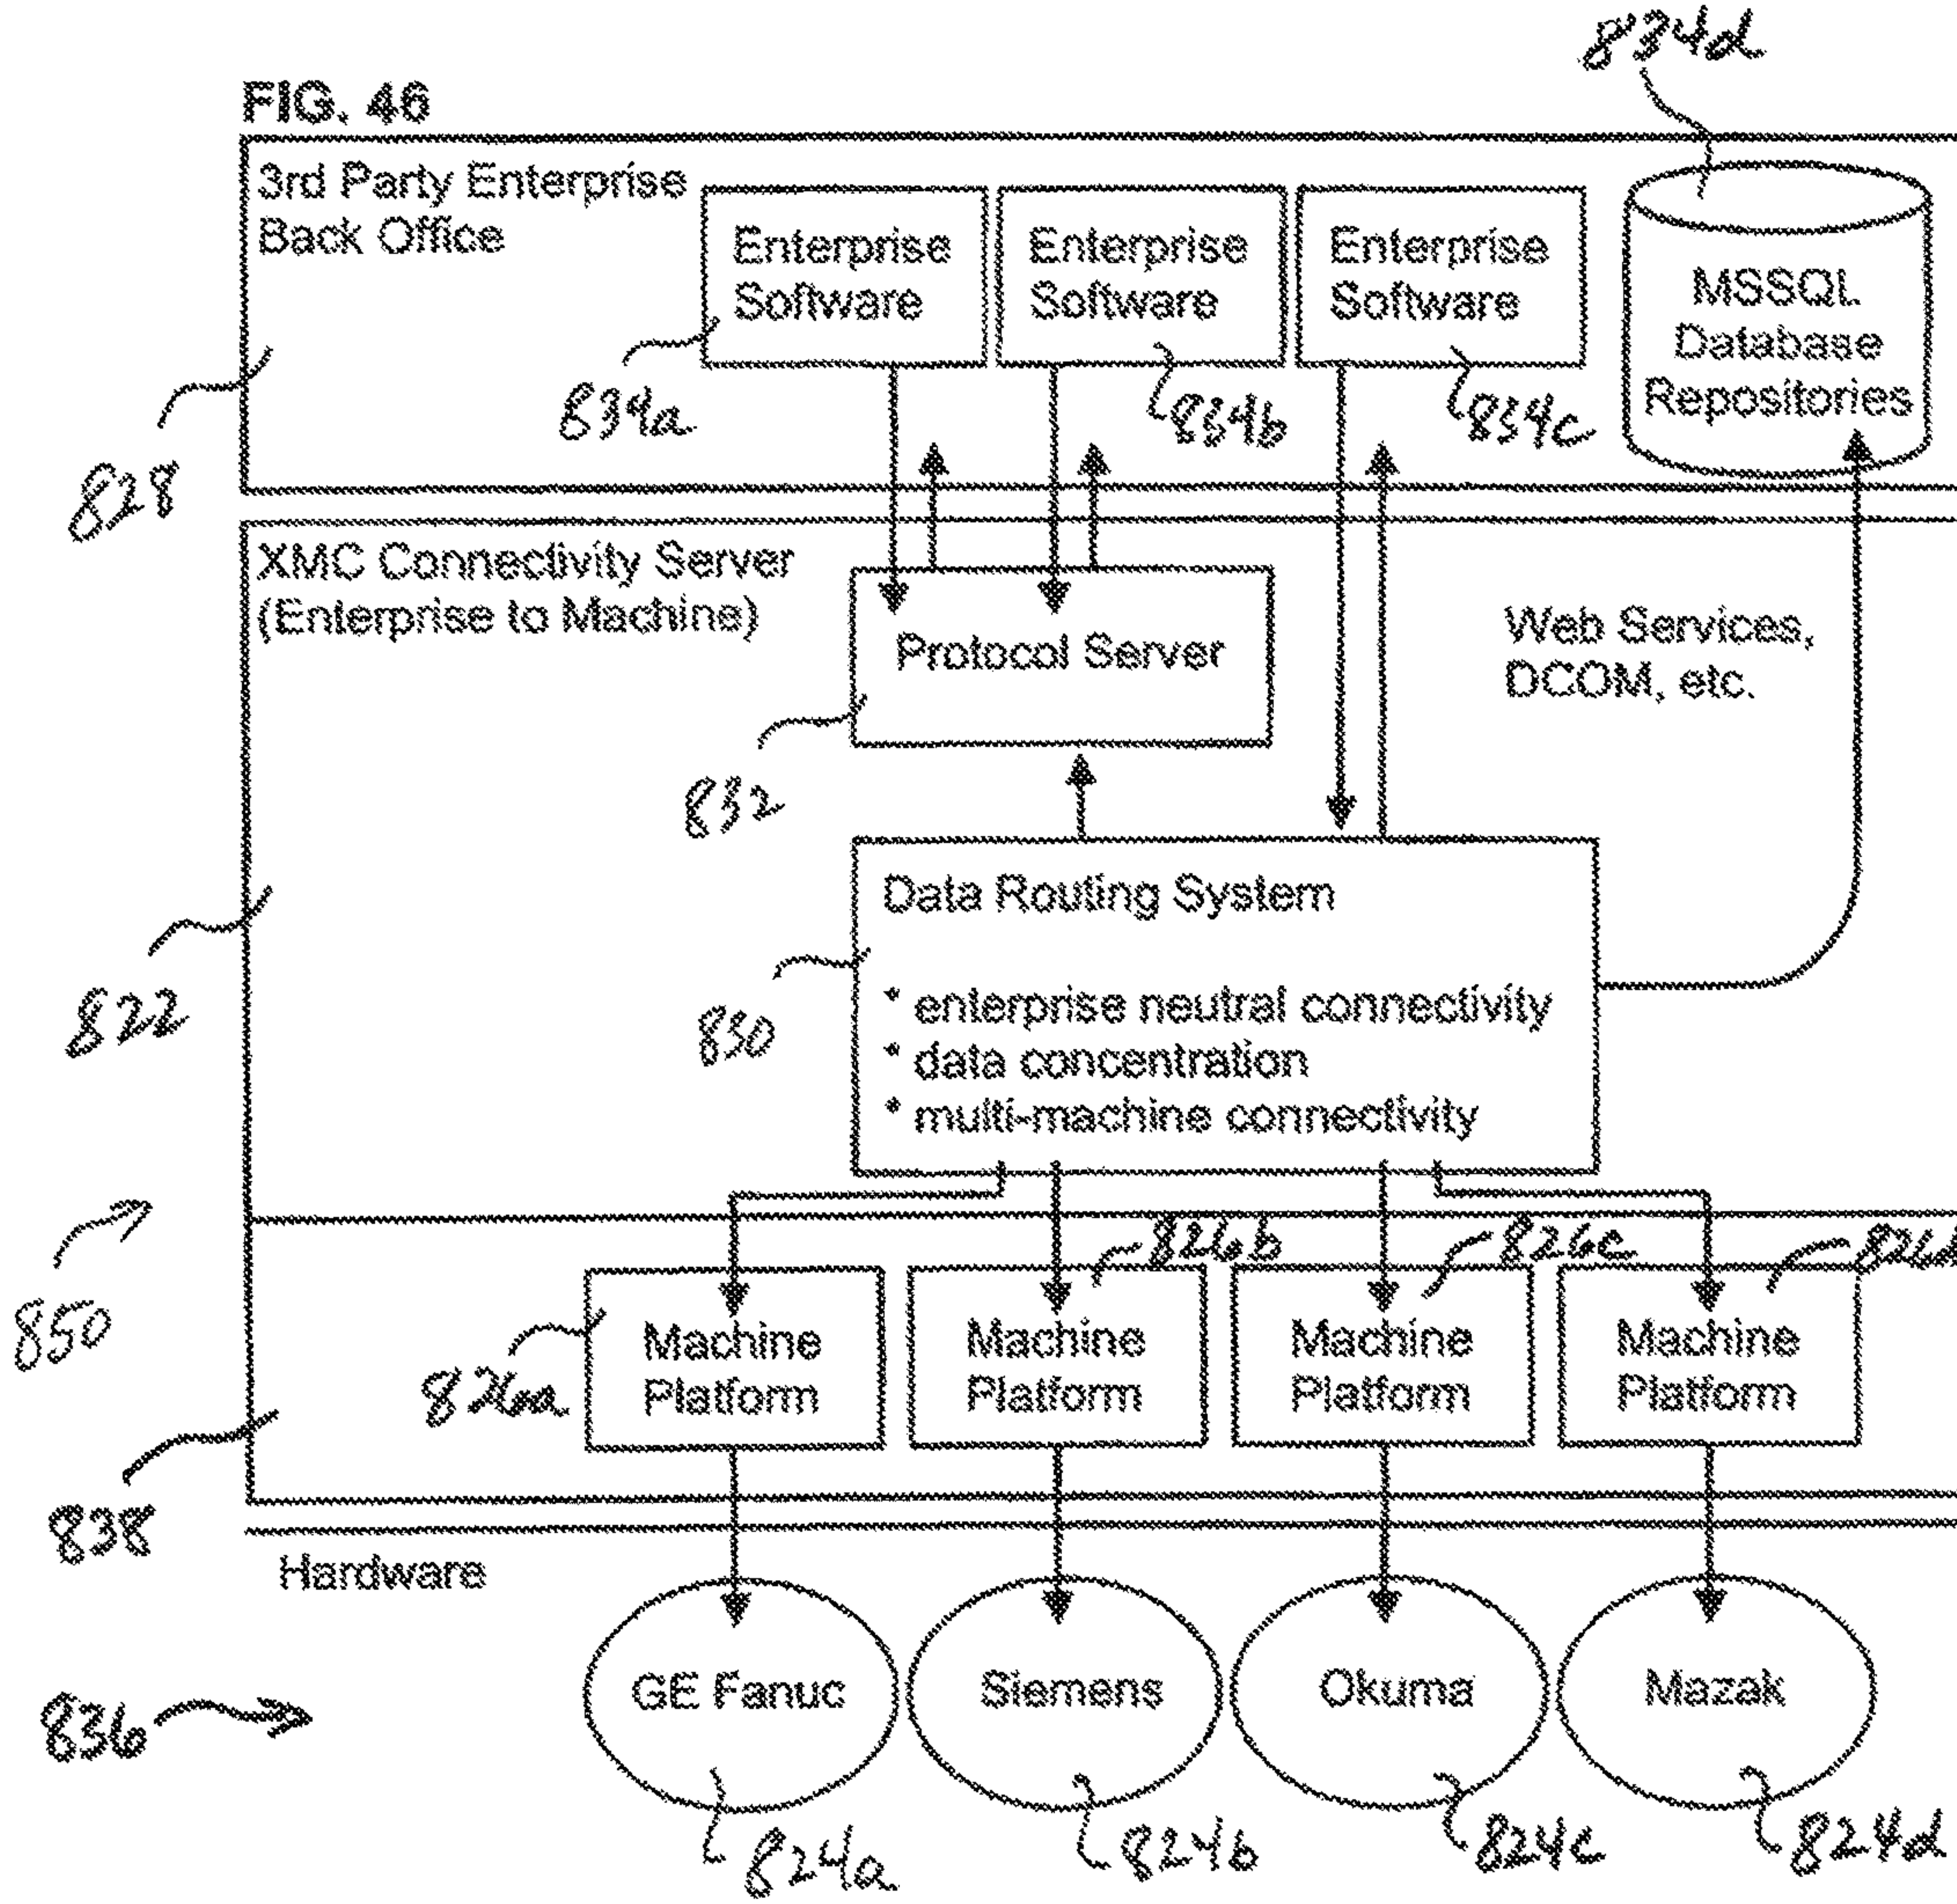 834d
FIG. 46
3rd Party Enterprise
Back Office
Enterprise
Software
Enterprise
Software
Enterprise
Software
MSSQL
Database
Repositories
834a
834b
834c
828
XMC Connectivity Server
(Enterprise to Machine)
Protocol Server
Web Services,
DCOM, etc.
832
Data Routing System
* enterprise neutral connectivity
* data concentration
* multi-machine connectivity
830
822
850
826b
826c
826d
Machine
Platform
Machine
Platform
Machine
Platform
Machine
Platform
826a
838
Hardware
GE Fanuc
Siemens
Okuma
Mazak
836
824a
824b
824c
824d